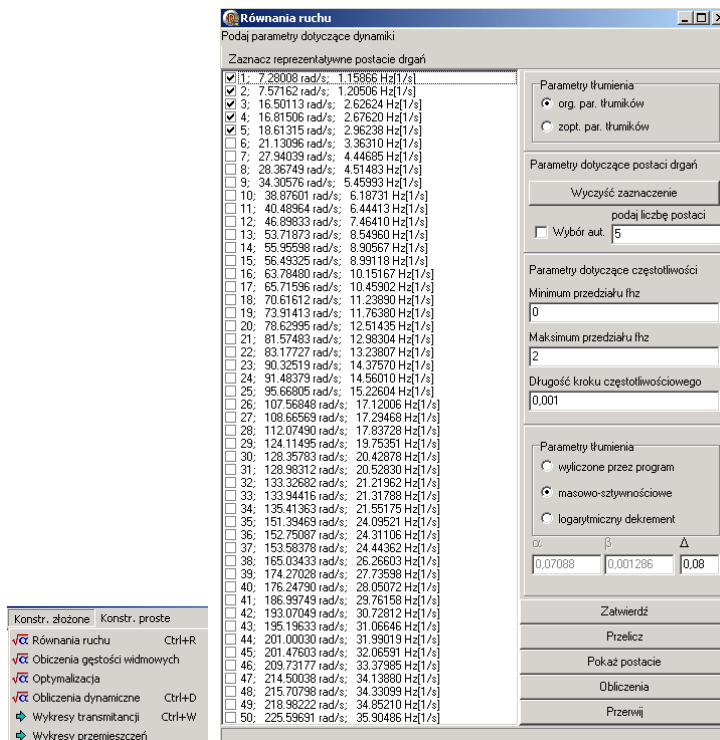 Równania ruchu
Podaj parametry dotyczące dynamiki
Zaznacz reprezentatywne postacie drgań
1; 7.28008 rad/s; 1.15866 Hz[1/s]
2; 7.57162 rad/s; 1.20506 Hz[1/s]
3; 16.50113 rad/s; 2.62624 Hz[1/s]
4; 16.81506 rad/s; 2.67620 Hz[1/s]
5; 18.61315 rad/s; 2.96238 Hz[1/s]
6; 21.13096 rad/s; 3.36310 Hz[1/s]
7; 27.94039 rad/s; 4.44685 Hz[1/s]
8; 28.36749 rad/s; 4.51483 Hz[1/s]
9; 34.30576 rad/s; 5.45993 Hz[1/s]
10; 38.87601 rad/s; 6.18731 Hz[1/s]
11; 40.48964 rad/s; 6.44413 Hz[1/s]
12; 46.89833 rad/s; 7.46410 Hz[1/s]
13; 53.71873 rad/s; 8.54960 Hz[1/s]
14; 55.95598 rad/s; 8.90567 Hz[1/s]
15; 56.49325 rad/s; 8.99118 Hz[1/s]
16; 63.78480 rad/s; 10.15167 Hz[1/s]
17; 65.71596 rad/s; 10.45902 Hz[1/s]
18; 70.61612 rad/s; 11.23890 Hz[1/s]
19; 73.91413 rad/s; 11.76380 Hz[1/s]
20; 78.62995 rad/s; 12.51435 Hz[1/s]
21; 81.57483 rad/s; 12.98304 Hz[1/s]
22; 83.17727 rad/s; 13.23807 Hz[1/s]
23; 90.32519 rad/s; 14.37570 Hz[1/s]
24; 91.48379 rad/s; 14.56010 Hz[1/s]
25; 95.66805 rad/s; 15.22604 Hz[1/s]
26; 107.56848 rad/s; 17.12006 Hz[1/s]
27; 108.66569 rad/s; 17.29468 Hz[1/s]
28; 112.07490 rad/s; 17.83728 Hz[1/s]
29; 124.11495 rad/s; 19.75351 Hz[1/s]
30; 128.35783 rad/s; 20.42878 Hz[1/s]
31; 128.98312 rad/s; 20.52830 Hz[1/s]
32; 133.32682 rad/s; 21.21962 Hz[1/s]
33; 133.94416 rad/s; 21.31788 Hz[1/s]
34; 135.41363 rad/s; 21.55175 Hz[1/s]
35; 151.39469 rad/s; 24.09521 Hz[1/s]
36; 152.75087 rad/s; 24.31106 Hz[1/s]
37; 153.58378 rad/s; 24.44362 Hz[1/s]
38; 165.03433 rad/s; 26.26603 Hz[1/s]
39; 174.27028 rad/s; 27.73598 Hz[1/s]
40; 176.24790 rad/s; 28.05072 Hz[1/s]
41; 186.99749 rad/s; 29.76158 Hz[1/s]
42; 193.07049 rad/s; 30.72812 Hz[1/s]
43; 195.19633 rad/s; 31.06646 Hz[1/s]
44; 201.00030 rad/s; 31.99019 Hz[1/s]
45; 201.47603 rad/s; 32.06591 Hz[1/s]
46; 209.73177 rad/s; 33.37985 Hz[1/s]
47; 214.50038 rad/s; 34.13880 Hz[1/s]
48; 215.70798 rad/s; 34.33099 Hz[1/s]
49; 218.98222 rad/s; 34.85210 Hz[1/s]
50; 225.59691 rad/s; 35.90486 Hz[1/s]
Parametry tłumienia
org. par. tłumików
zopt. par. tłumików
Parametry dotyczące postaci drgań
Wyczyść zaznaczenie
podaj liczbę postaci
Wybór aut. 5
Parametry dotyczące częstotliwości
Minimum przedziału fhz
0
Maksimum przedziału fhz
2
Długość kroku częstotliwościowego
0,001
Parametry tłumienia
wyliczone przez program
masowo-sztywnościowe
logarytmiczny dekrement
α β Δ
0,07088 0,001286 0,08
Zatwierdź
Przelicz
Pokaż postacie
Obliczenia
Przerwij
Konstr. złożone Konstr. proste
√α Równania ruchu Ctrl+R
√α Obiczenia gęstości widmowych
√α Optymalizacja
√α Obliczenia dynamiczne Ctrl+D
Wykresy transmitancji Ctrl+W
Wykresy przemieszczeń